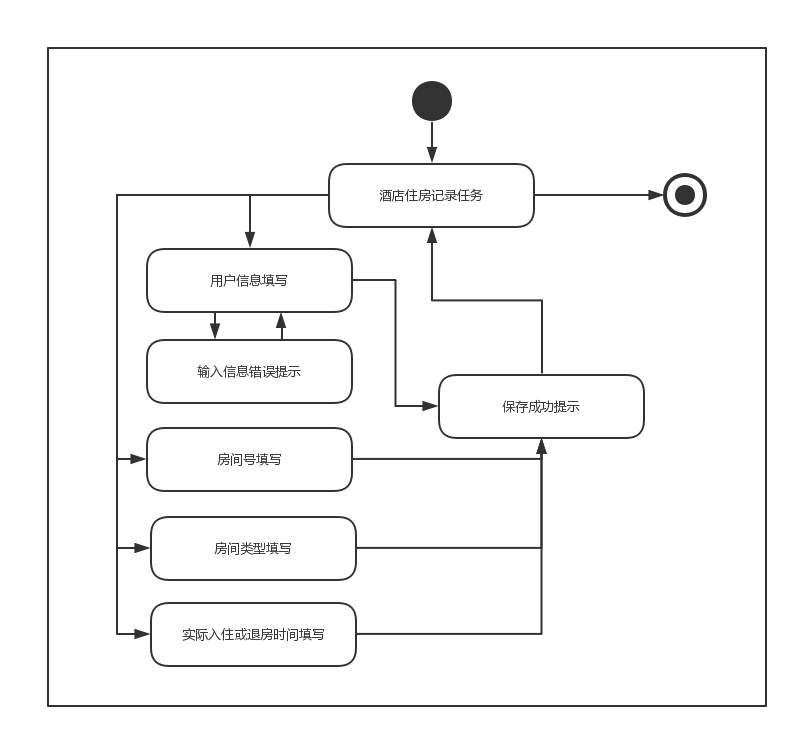 酒店住房记录任务
用户信息填写
输入信息错误提示
保存成功提示
房间号填写
房间类型填写
实际入住或退房时间填写